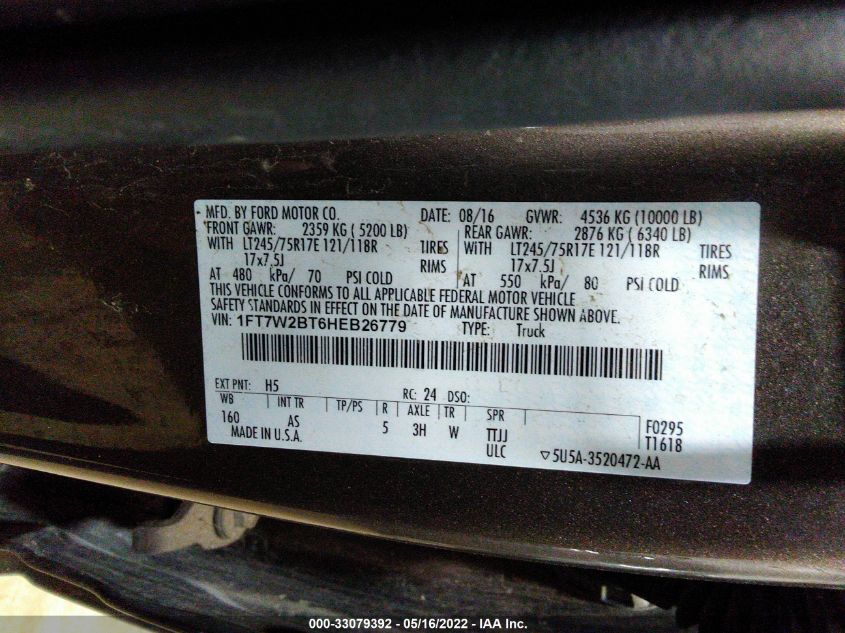 MFD. BY FORD MOTOR CO. DATE: 08/16 GVWR: 4536 KG (10000 LB)
FRONT GAWR: 2359 KG ( 5200 LB) REAR GAWR: 2876 KG ( 6340 LB)
WITH LT245/75R17E 121/118R TIRES WITH LT245/75R17E 121/118R TIRES
17x7.5J RIMS 17x7.5J RIMS
AT 480 kPa/ 70 PSI COLD AT 550 kPa/ 80 PSI COLD
THIS VEHICLE CONFORMS TO ALL APPLICABLE FEDERAL MOTOR VEHICLE
SAFETY STANDARDS IN EFFECT ON THE DATE OF MANUFACTURE SHOWN ABOVE.
VIN: 1FT7W2BT6HEB26779 TYPE: Truck
EXT PNT: H5 RC: 24 DSO:
WB INT TR TP/PS R AXLE TR SPR
160 AS 5 3H W TTJJ F0295
MADE IN U.S.A. ULC T1618
▽5U5A-3520472-AA
000-33079392 - 05/16/2022 - IAA Inc.